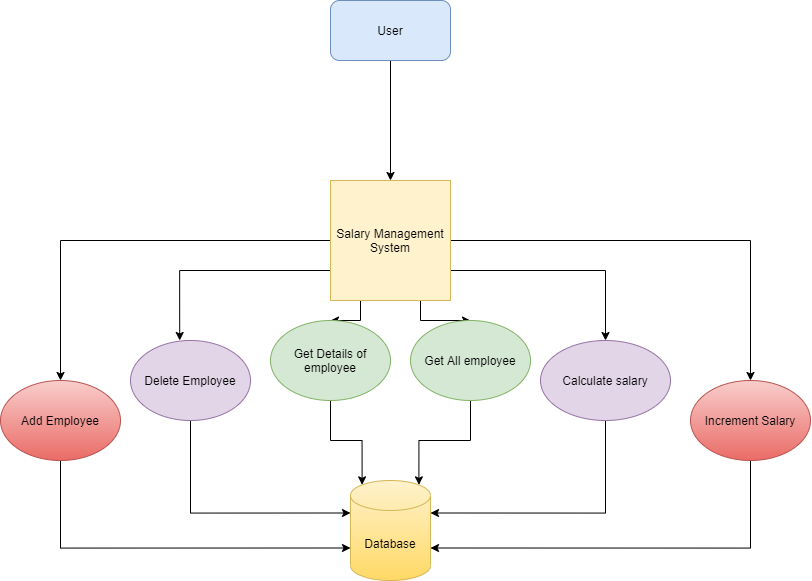 User
Salary Management
System
Get Details of
employee
Get All employee
Delete Employee
Calculate salary
Add Employee
Increment Salary
Database